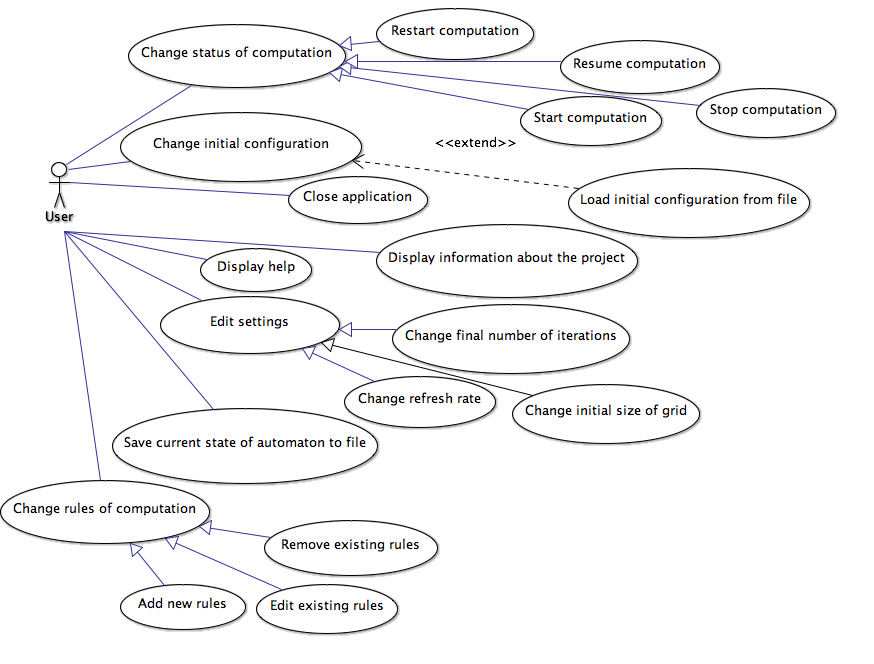 Restart computation
Change status of computation
Resume computation
Stop computation
Start computation
Change initial configuration
<<extend>>
Close application
Load initial configuration from file
User
Display information about the project
Display help
Edit settings
Change final number of iterations
Change refresh rate
Change initial size of grid
Save current state of automaton to file
Change rules of computation
Remove existing rules
Add new rules
Edit existing rules